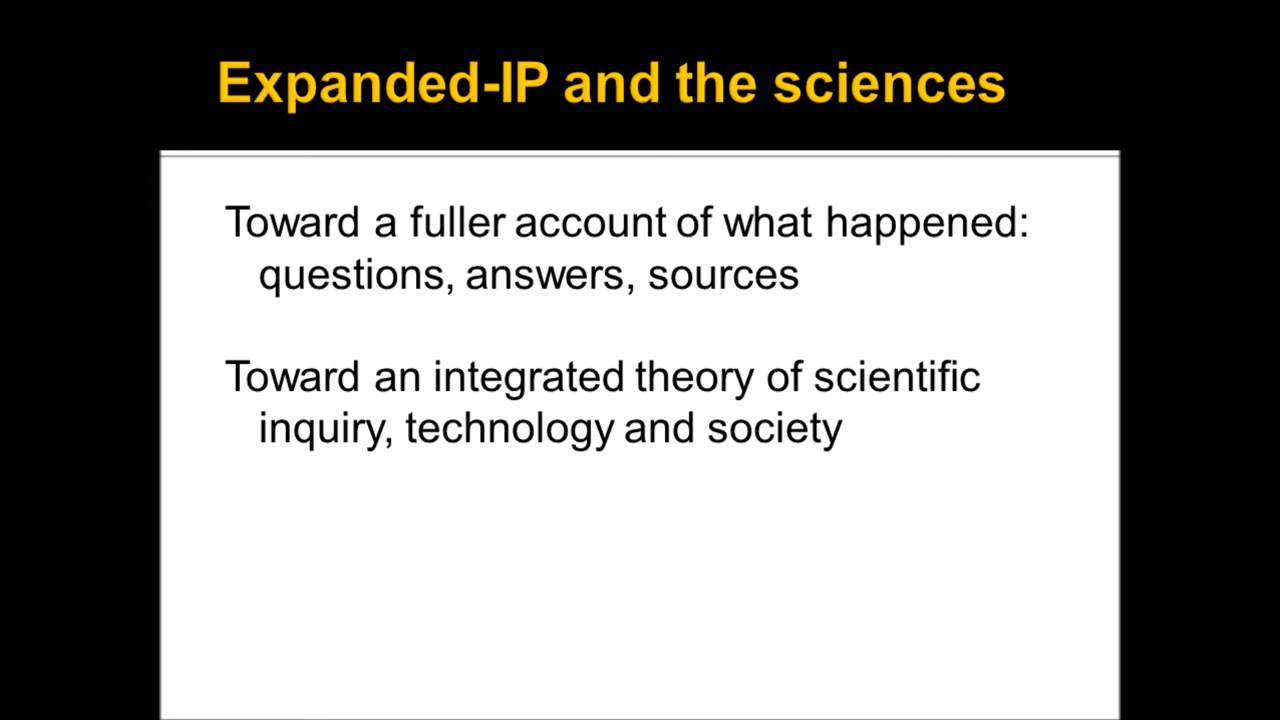 Expanded-IP and the sciences
Toward a fuller account of what happened:
questions, answers, sources
Toward an integrated theory of scientific
inquiry, technology and society